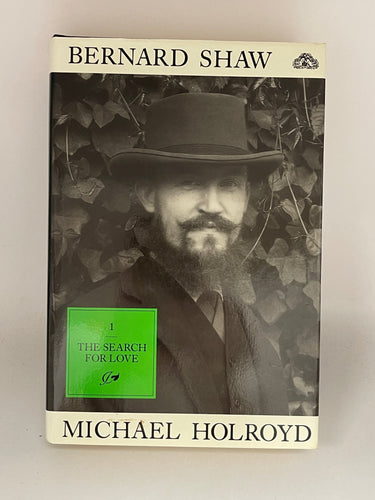 BERNARD SHAW
1
THE SEARCH
FOR LOVE
MICHAEL HOLROYD